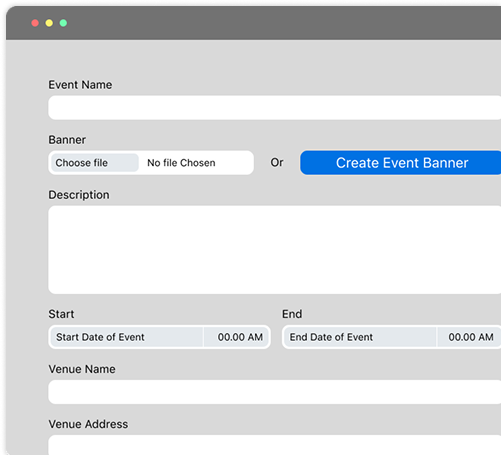 Event Name
Banner
Choose file No file Chosen Or Create Event Banner
Description
Start End
Start Date of Event 00.00 AM End Date of Event 00.00 AM
Venue Name
Venue Address